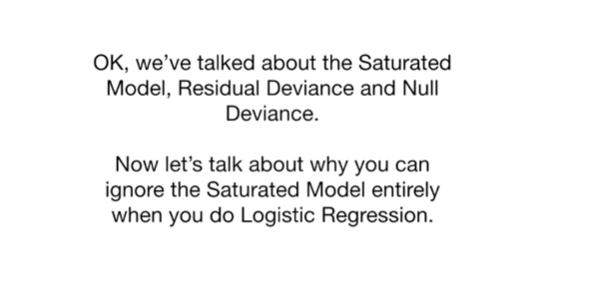 OK, we've talked about the Saturated
Model, Residual Deviance and Null
Deviance.
Now let's talk about why you can
ignore the Saturated Model entirely
when you do Logistic Regression.